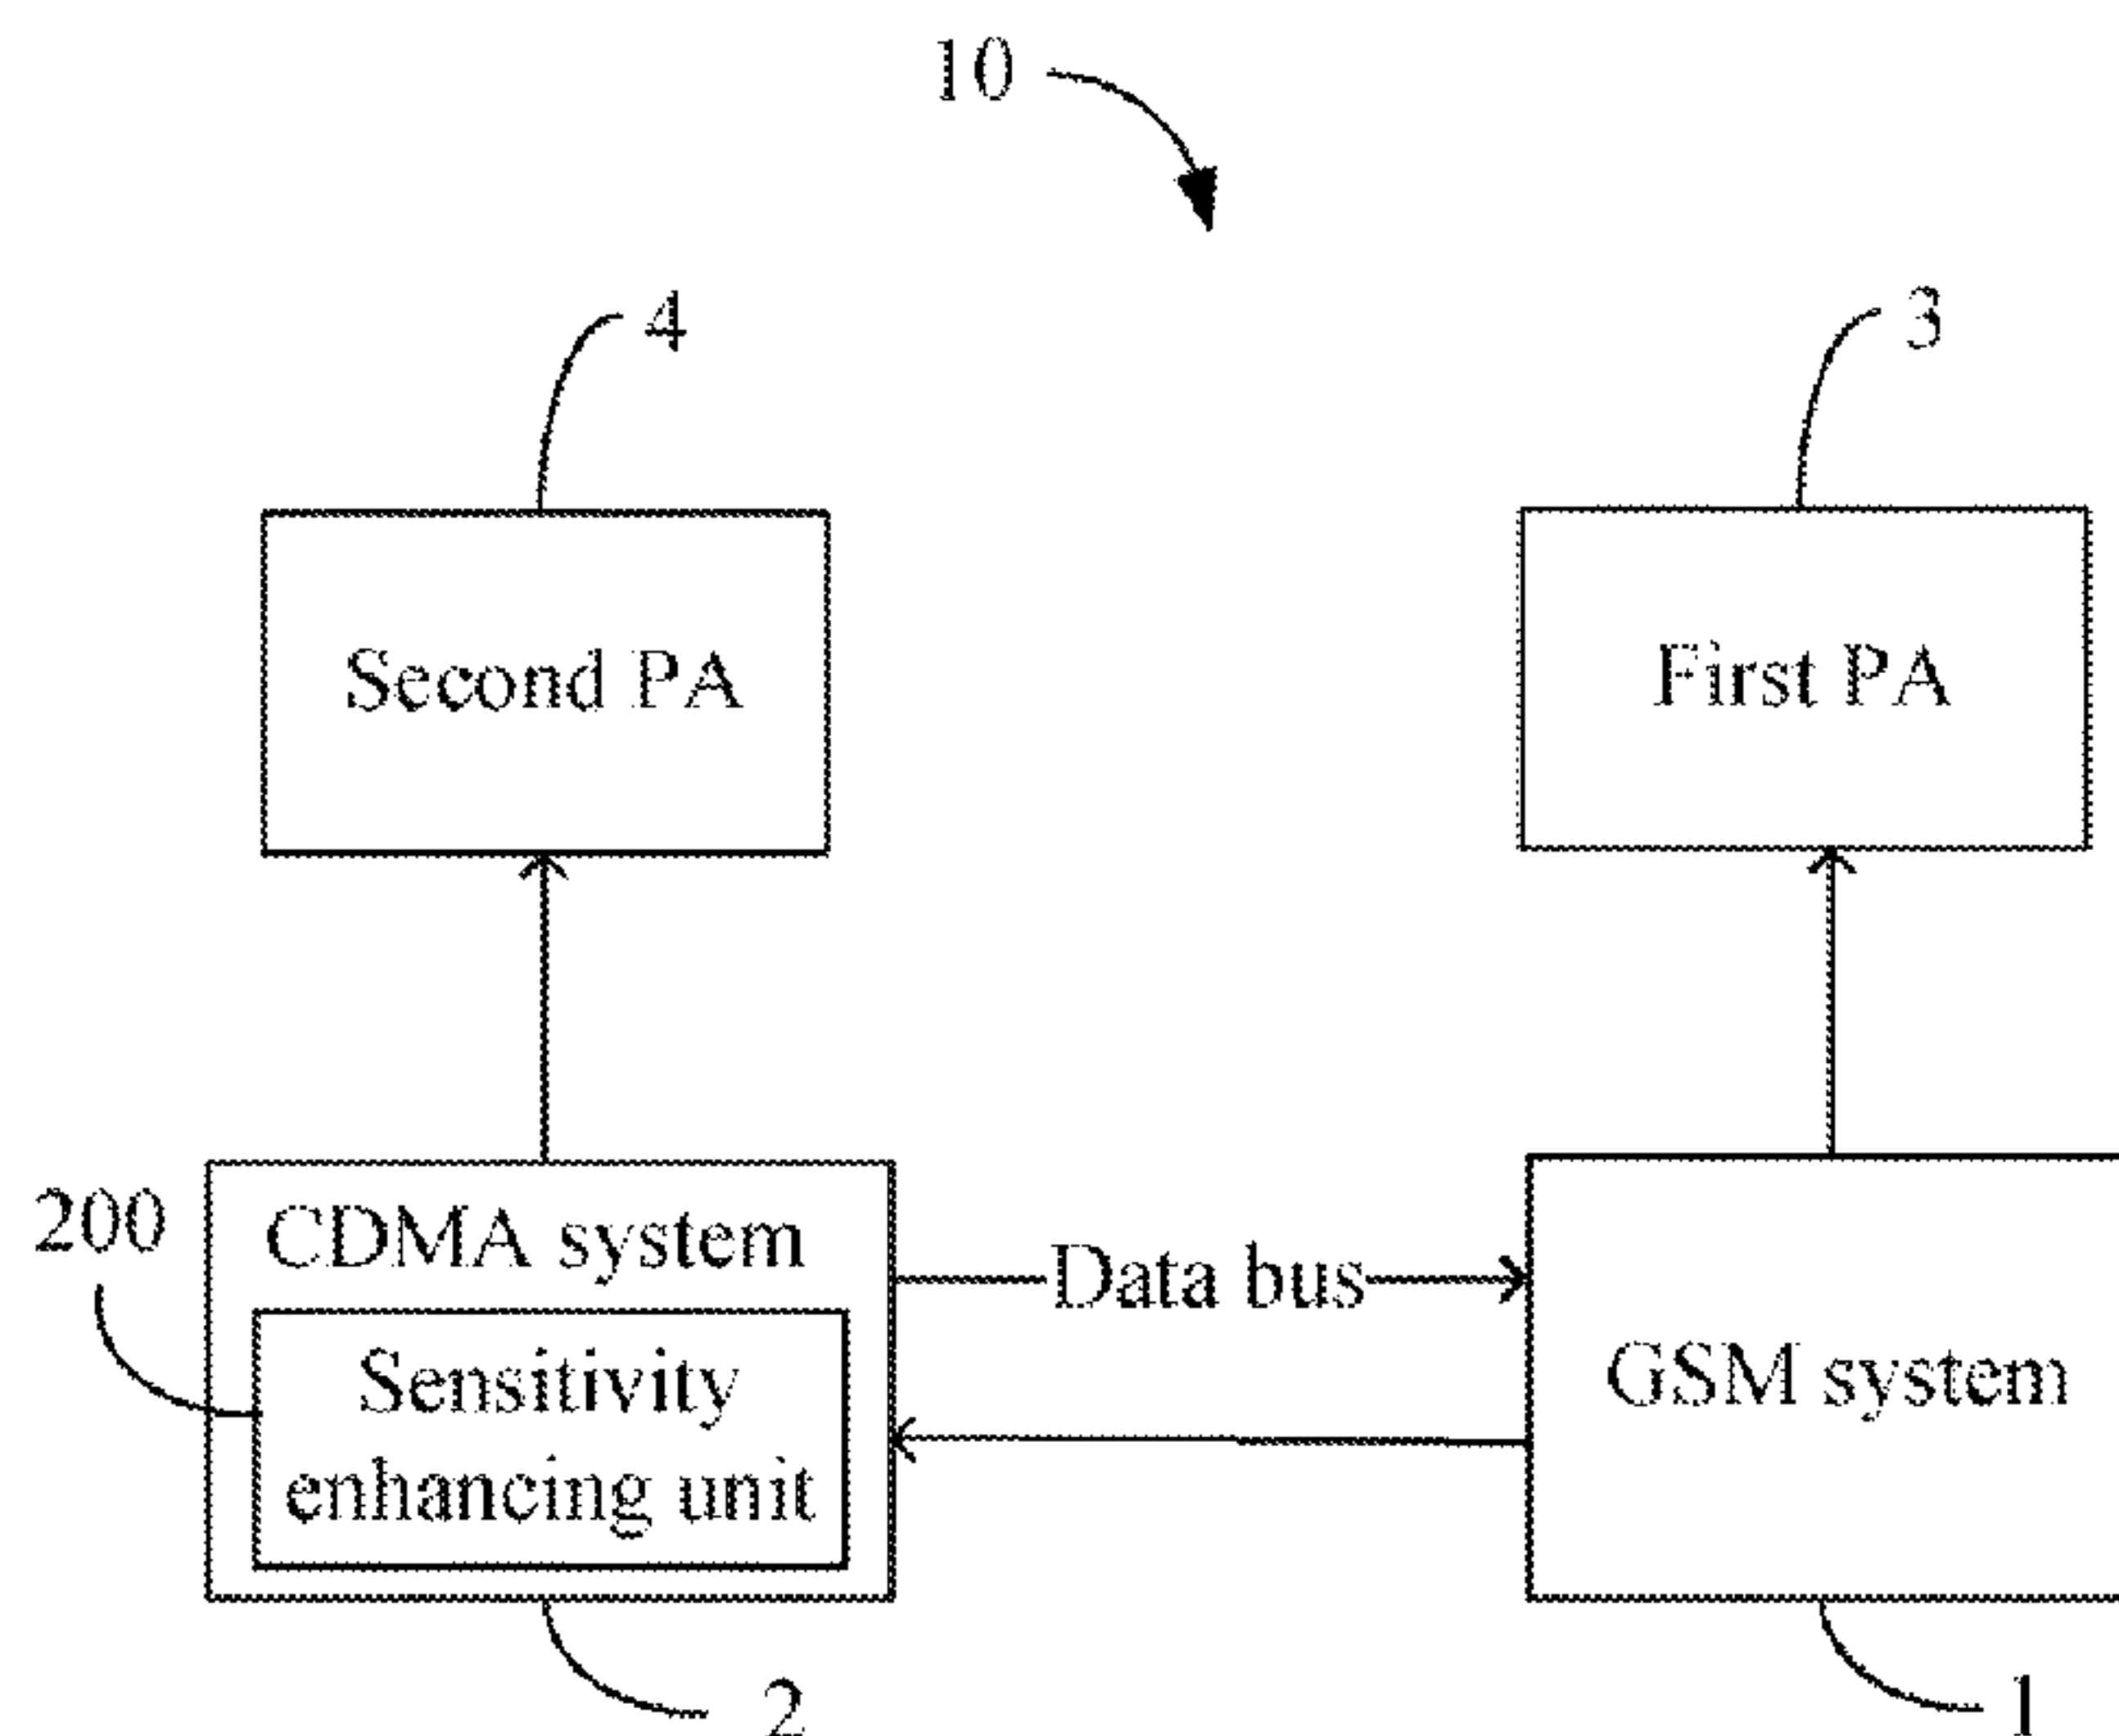 10
4
3
Second PA
First PA
200
CDMA system
Data bus
Sensitivity
enhancing unit
GSM system
2
1